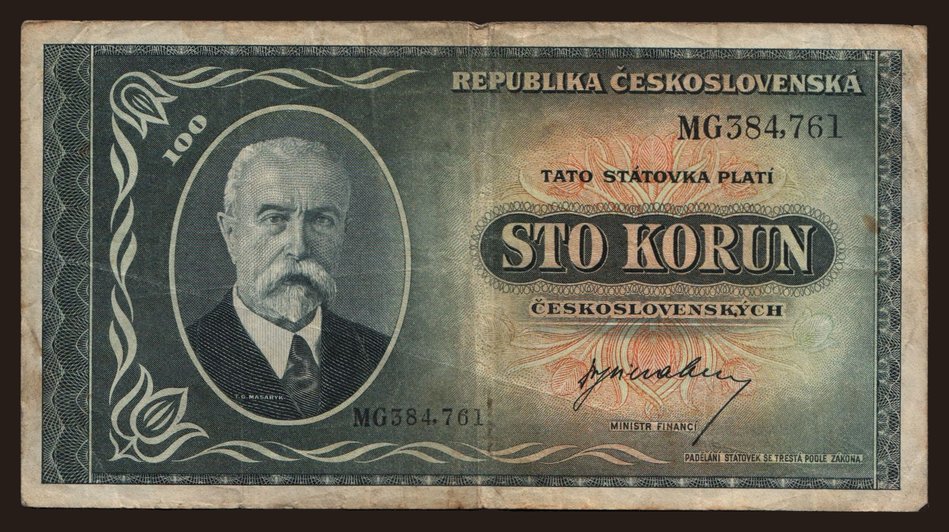 100
REPUBLIKA ČESKOSLOVENSKÁ
MG384,761
TATO STÁTOVKA PLATÍ
STO KORUN
ČESKOSLOVENSKÝCH
T. G. MASARYK
MG384,761
MINISTR FINANCÍ
PADĚLÁNÍ STÁTOVEK SE TRESTÁ PODLE ZÁKONA.